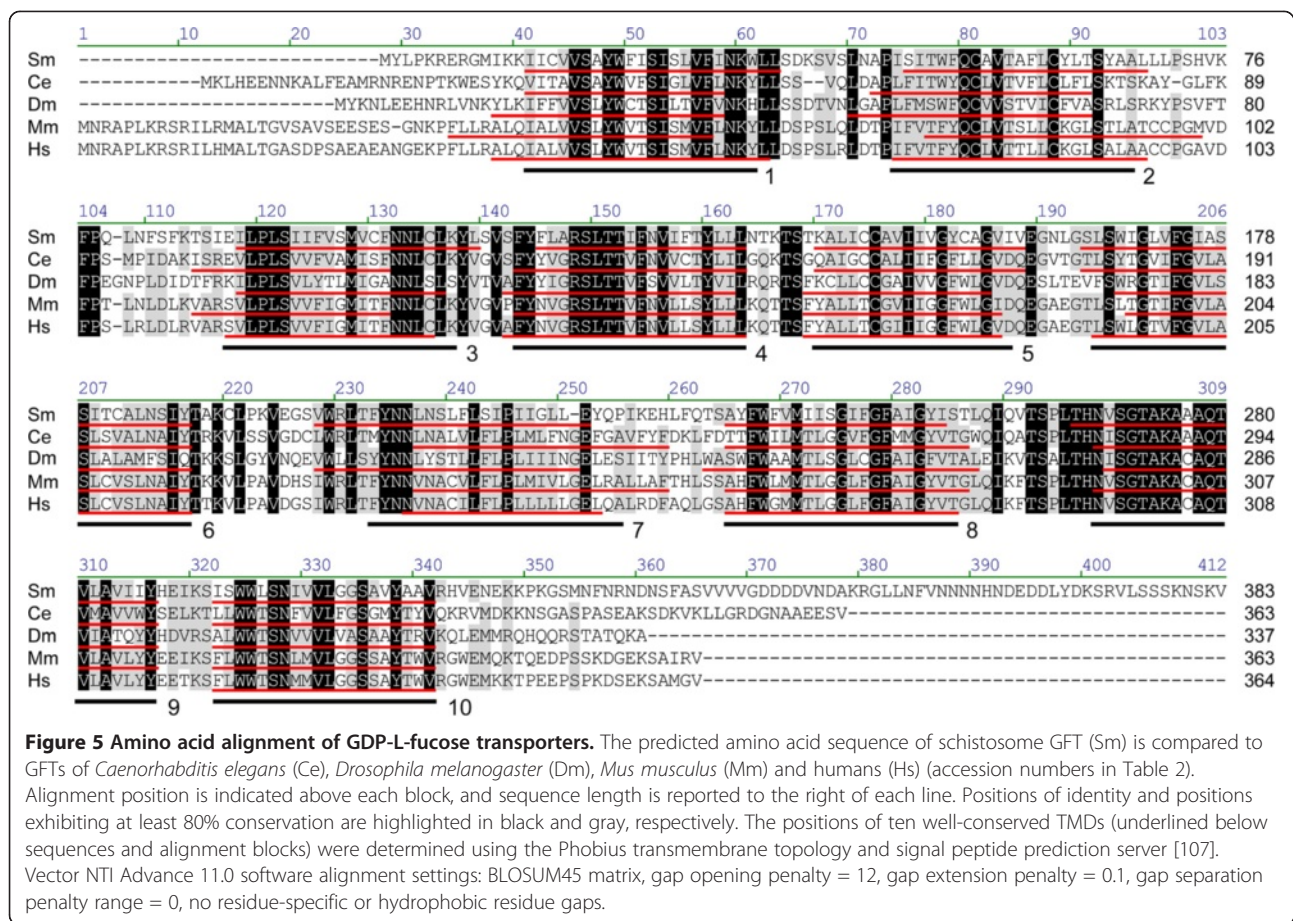 1 10 20 30 40 50 60 70 80 90 103
Sm ---------------------------MYLPKRERGMIKKIICVVSAYWFISISLVFINKWLLSDKSVSLNAPISITWFQCAVTAFLCYLTSYAALLLPSHVK 76
Ce -----------MKLHEENNKALFEAMRNRENPTKWESYKQVITAVSAYWVFSIGLVFLNKYLLSS--VQLDAPLFITWYQCLVTVFLCLFLSKTSKAY-GLFK 89
Dm -----------------------MYKNLEEHNRLVNKYLKIFFVVSLYWCTSILTVFVNKHLLSSDTVNLGAPLFMSWFQCVVSTVICFVASRLSRKYPSVFT 80
Mm MNRAPLKRSRILRMALTGVSAVSEESES-GNKPFLLRALQIALVVSLYWVTSISMVFLNKYLLDSPSLQLDTPIFVTFYQCLVTSLLCKGLSTLATCCPGMVD 102
Hs MNRAPLKRSRILHMALTGASDPSAEAEANGEKPFLLRALQIALVVSLYWVTSISMVFLNKYLLDSPSLRLDTPIFVTFYQCLVTTLLCKGLSALAACCPGAVD 103
1 2
104 110 120 130 140 150 160 170 180 190 206
Sm FPQ-LNFSFKTSIEILPLSIIFVSMVCFNNLCLKYLSVSFYFLARSLTTIFNVIFTYLILNTKTSTKALICCAVIIVGYCAGVIVEGNLGSLSWIGLVFGIAS 178
Ce FPS-MPIDAKISREVLPLSVVFVAMISFNNLCLKYVGVSFYYVGRSLTTVFNVVCTYLILGQKTSGQAIGCCALIIFGFLLGVDQEGVTGTLSYTGVIFGVLA 191
Dm FPEGNPLDIDTFRKILPLSVLYTLMIGANNLSLSYVTVAFYYIGRSLTTVFSVVLTYVILRQRTSFKCLLCCGAIVVGFWLGVDQESLTEVFSWRGTIFGVLS 183
Mm FPT-LNLDLKVARSVLPLSVVFIGMITFNNLCLKYVGVPFYNVGRSLTTVFNVLLSYLLLKQTTSFYALLTCGVIIGGFWLGIDQEGAEGTLSLTGTIFGVLA 204
Hs FPS-LRLDLRVARSVLPLSVVFIGMITFNNLCLKYVGVAFYNVGRSLTTVFNVLLSYLLLKQTTSFYALLTCGIIIGGFWLGVDQEGAEGTLSWLGTVFGVLA 205
3 4 5
207 220 230 240 250 260 270 280 290 309
Sm SITCALNSIYTAKCLPKVEGSVWRLTFYNNLNSLFLSIPIIGLL-EYQPIKEHLFQTSAYFWFVMIISGIFGFAIGYISTLQIQVTSPLTHNVSGTAKAAAQT 280
Ce SLSVALNAIYTRKVLSSVGDCLWRLTMYNNLNALVLFLPLMLFNGEFGAVFYFDKLFDTTFWILMTLGGVFGFMMGYVTGWQIQATSPLTHNISGTAKAAAQT 294
Dm SLALAMFSIQTKKSLGYVNQEVWLLSYYNNLYSTLLFLPLIIINGELESIITYPHLWASWFWAAMTLSGLCGFAIGFVTALEIKVTSALTHNISGTAKACAQT 286
Mm SLCVSLNAIYTKKVLPAVDHSIWRLTFYNNVNACVLFLPLMIVLGELRALLAFTHLSSAHFWLMMTLGGLFGFAIGYVTGLQIKFTSPLTHNVSGTAKACAQT 307
Hs SLCVSLNAIYTTKVLPAVDGSIWRLTFYNNVNACILFLPLLLLLGELQALRDFAQLGSAHFWGMMTLGGLFGFAIGYVTGLQIKFTSPLTHNVSGTAKACAQT 308
6 7 8
310 320 330 340 350 360 370 380 390 400 412
Sm VLAVIIYHEIKSISWWLSNIVVLGGSAVYAAVRHVENEKKPKGSMNFNRNDNSFASVVVVGDDDDVNDAKRGLLNFVNNNNHNDEDDLYDKSRVLSSSKNSKV 383
Ce VMAVVWYSELKTLLWWTSNFVVLFGSGMYTYVQKRVMDKKNSGASPASEAKSDKVKLLGRDGNAAEESV---------------------------------- 363
Dm VIATQYYHDVRSALWWTSNVVVLVASAAYTRVKQLEMMRQHQQRSTATQKA---------------------------------------------------- 337
Mm VLAVLYYEEIKSFLWWTSNLMVLGGSSAYTWVRGWEMQKTQEDPSSKDGEKSAIRV----------------------------------------------- 363
Hs VLAVLYYEETKSFLWWTSNMMVLGGSSAYTWVRGWEMKKTPEEPSPKDSEKSAMGV----------------------------------------------- 364
9 10
Figure 5 Amino acid alignment of GDP-L-fucose transporters. The predicted amino acid sequence of schistosome GFT (Sm) is compared to
GFTs of Caenorhabditis elegans (Ce), Drosophila melanogaster (Dm), Mus musculus (Mm) and humans (Hs) (accession numbers in Table 2).
Alignment position is indicated above each block, and sequence length is reported to the right of each line. Positions of identity and positions
exhibiting at least 80% conservation are highlighted in black and gray, respectively. The positions of ten well-conserved TMDs (underlined below
sequences and alignment blocks) were determined using the Phobius transmembrane topology and signal peptide prediction server [107].
Vector NTI Advance 11.0 software alignment settings: BLOSUM45 matrix, gap opening penalty = 12, gap extension penalty = 0.1, gap separation
penalty range = 0, no residue-specific or hydrophobic residue gaps.